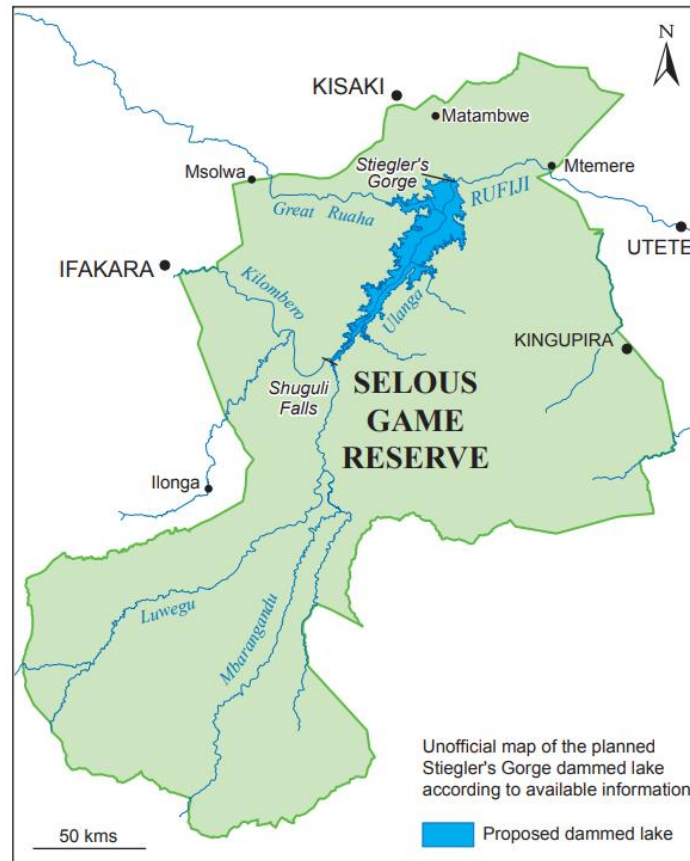 N
KISAKI
Matambwe
Stiegler's
Gorge
Mtemere
Msolwa
RUFIJI
Great Ruaha
UTETE
IFAKARA
Kilombero
Ulanga
KINGUPIRA
Shuguli
Falls
SELOUS
GAME
RESERVE
Ilonga
Luwegu
Mbarangandu
Unofficial map of the planned
Stiegler's Gorge dammed lake
according to available information
50 kms
Proposed dammed lake